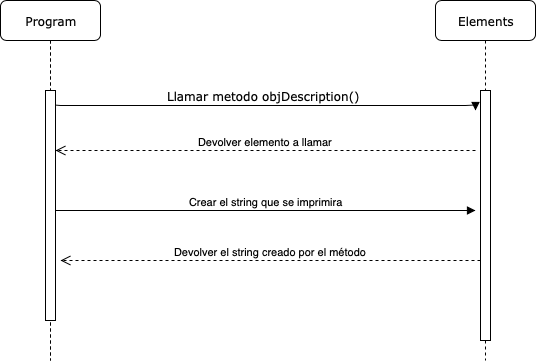 Program
Elements
Llamar metodo objDescription()
Devolver elemento a llamar
Crear el string que se imprimira
Devolver el string creado por el método